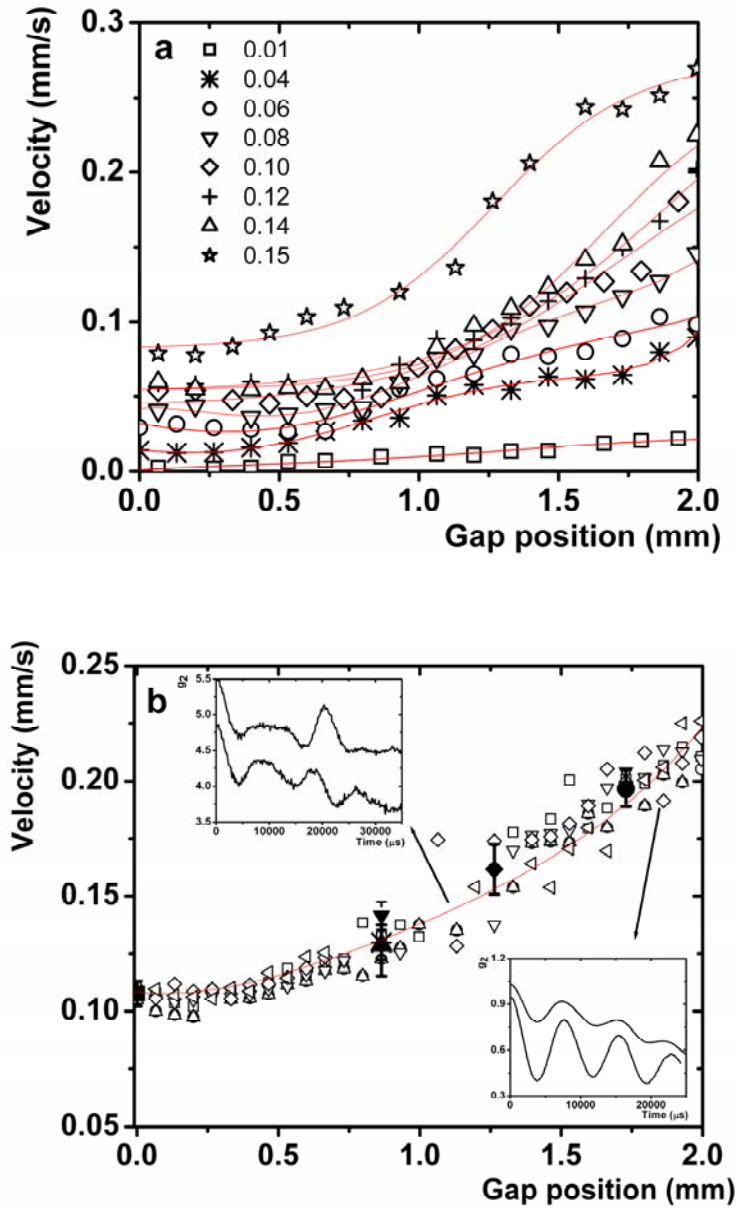 a
0.3
0.2
0.1
0.0
Velocity (mm/s)
0.01
0.04
0.06
0.08
0.10
0.12
0.14
0.15
0.0 0.5 1.0 1.5 2.0
Gap position (mm)
b
0.25
0.20
0.15
0.10
0.05
Velocity (mm/s)
g2
5.5
5.0
4.5
4.0
3.5
0 10000 20000 30000
Time (μs)
g2
1.2
0.9
0.6
0.3
0 10000 20000
Time (μs)
0.0 0.5 1.0 1.5 2.0
Gap position (mm)